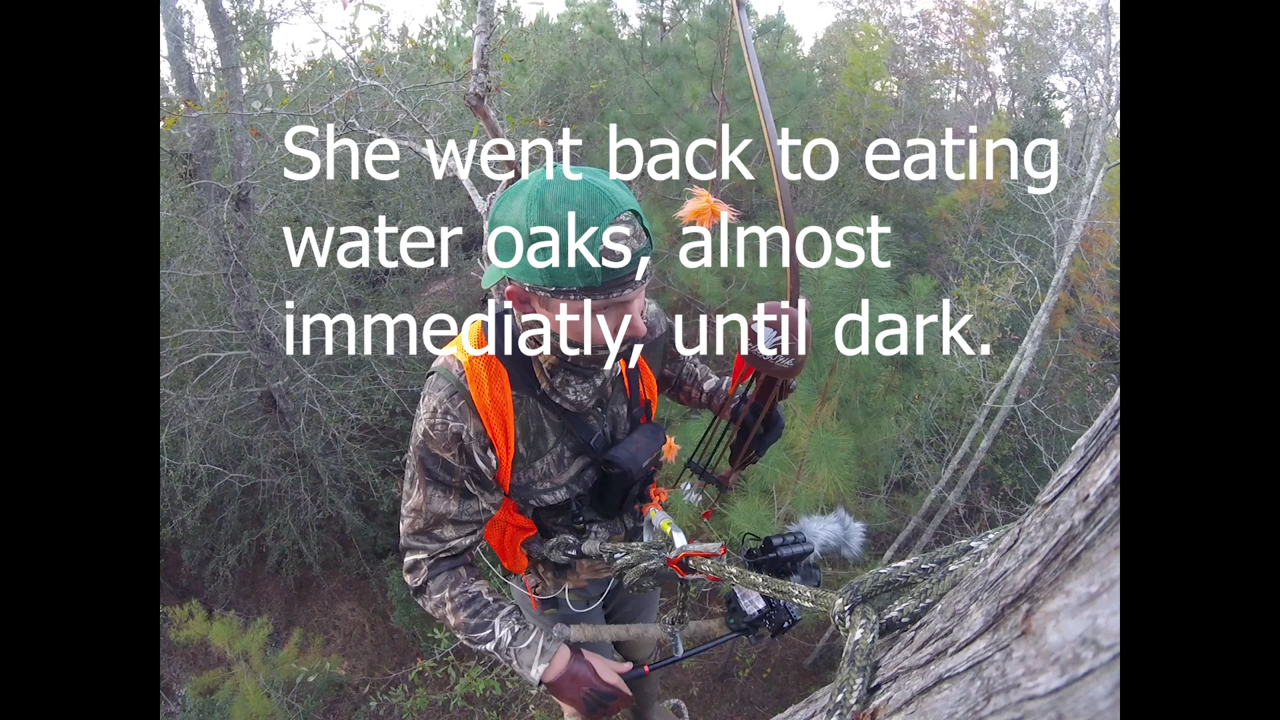 She went back to eating
water oaks, almost
immediatly, until dark.